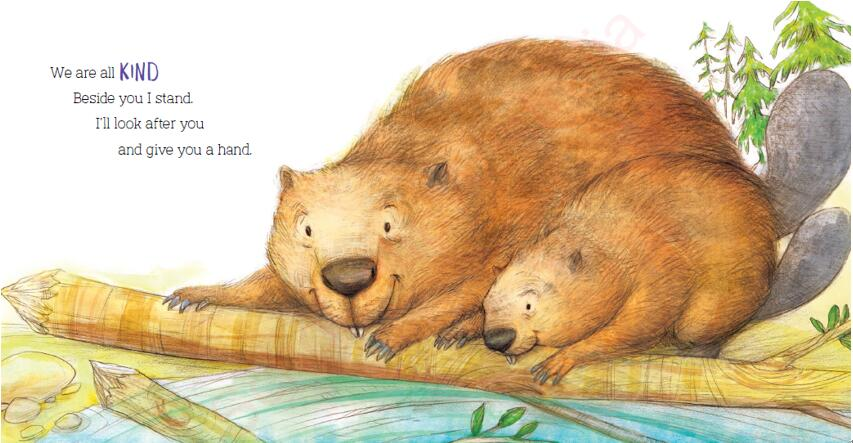 We are all KIND
Beside you I stand.
I'll look after you
and give you a hand.